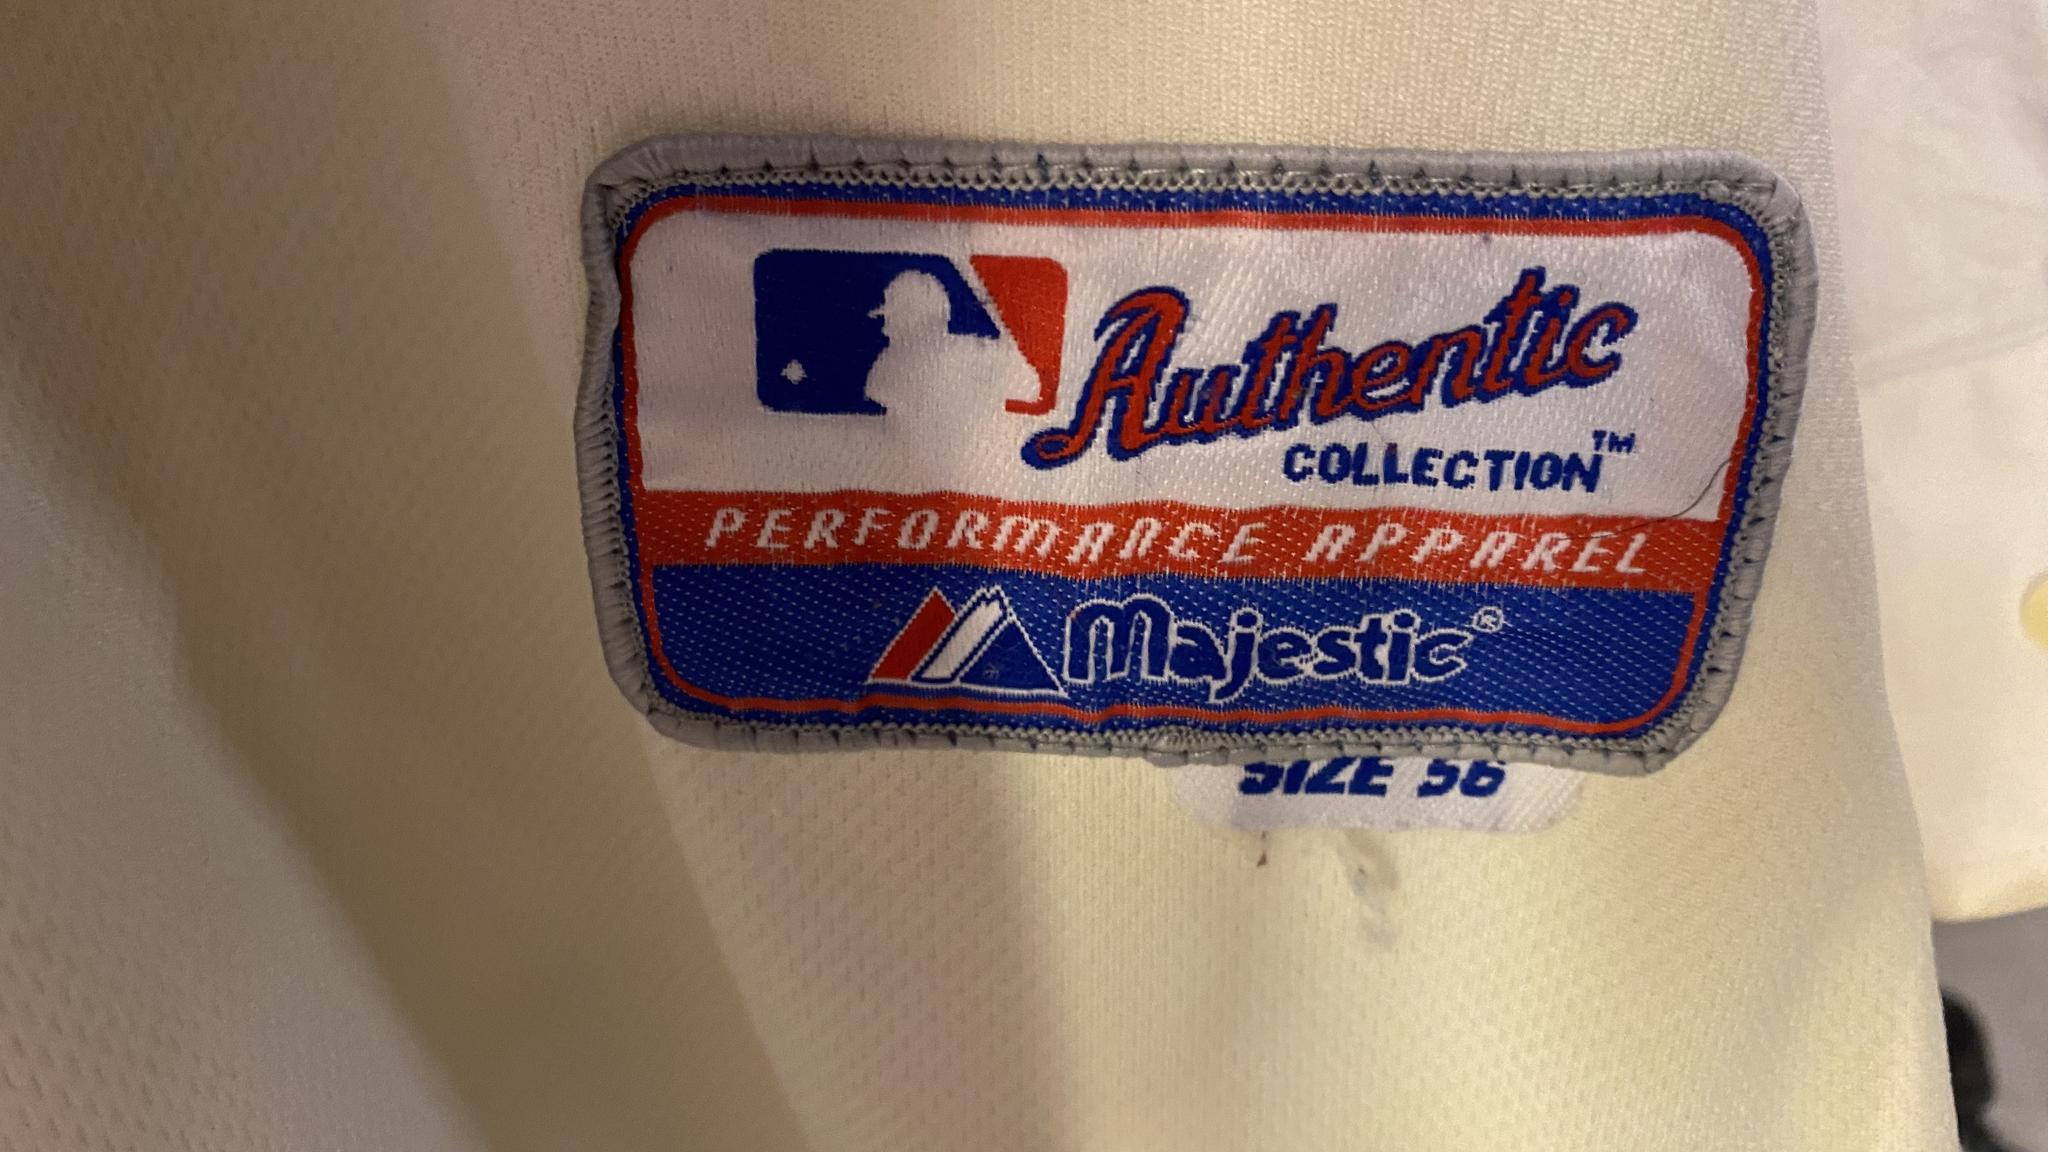 Authentic
COLLECTION™
PERFORMANCE APPAREL
Majestic®
SIZE 56